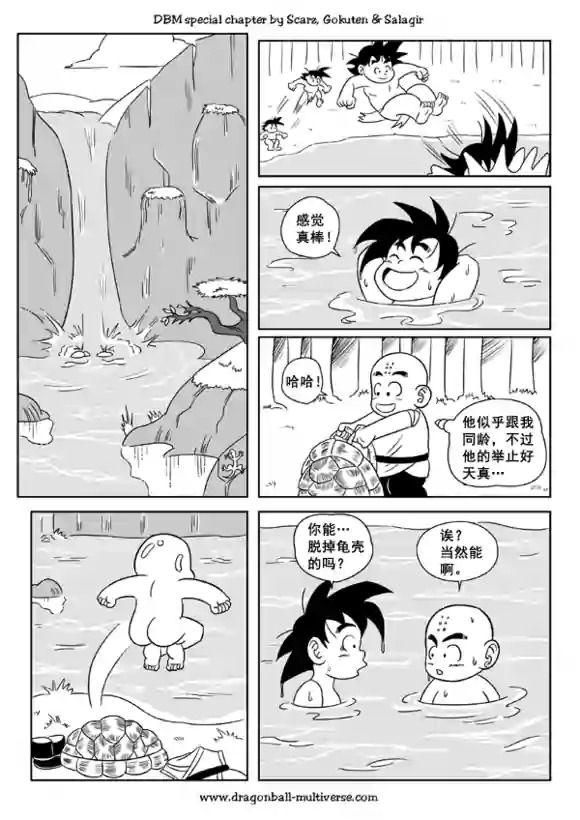 DBM special chapter by Scarz, Gokuten & Salagir
感觉
真棒！
哈哈！
他似乎跟我
同龄，不过
他的举止好
天真…
你能…
脱掉龟壳
的吗？
诶？
当然能
啊。
www.dragonball-multiverse.com